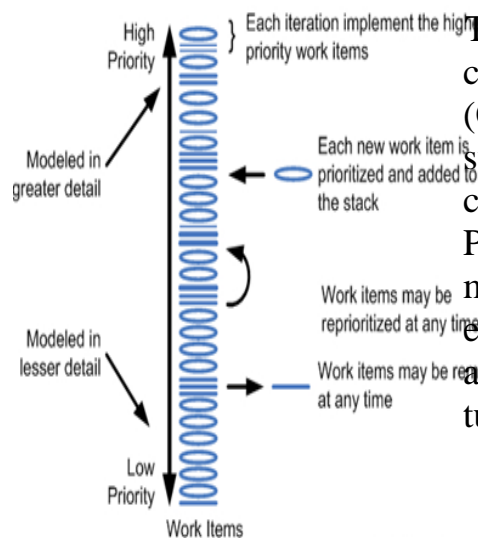 High
Priority
Each iteration implement the
priority work items
Modeled in
greater detail
Each new work item is
prioritized and added to
the stack
Work items may be
reprioritized at any time
Modeled in
lesser detail
Work items may be
at any time
Low
Priority
Work Items